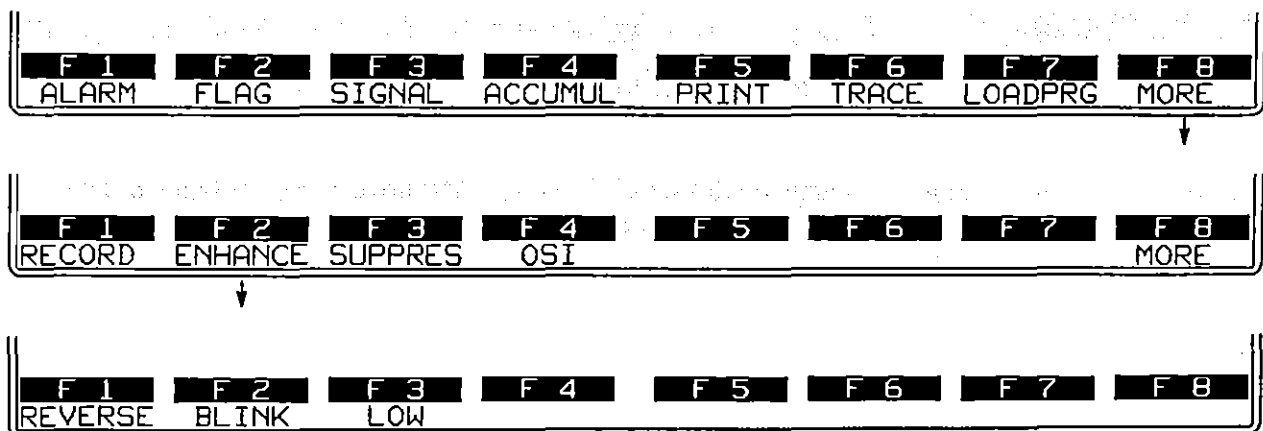 F 1 F 2 F 3 F 4 F 5 F 6 F 7 F 8
ALARM FLAG SIGNAL ACCUMUL PRINT TRACE LOADPRG MORE
F 1 F 2 F 3 F 4 F 5 F 6 F 7 F 8
RECORD ENHANCE SUPPRES OSI MORE
F 1 F 2 F 3 F 4 F 5 F 6 F 7 F 8
REVERSE BLINK LOW